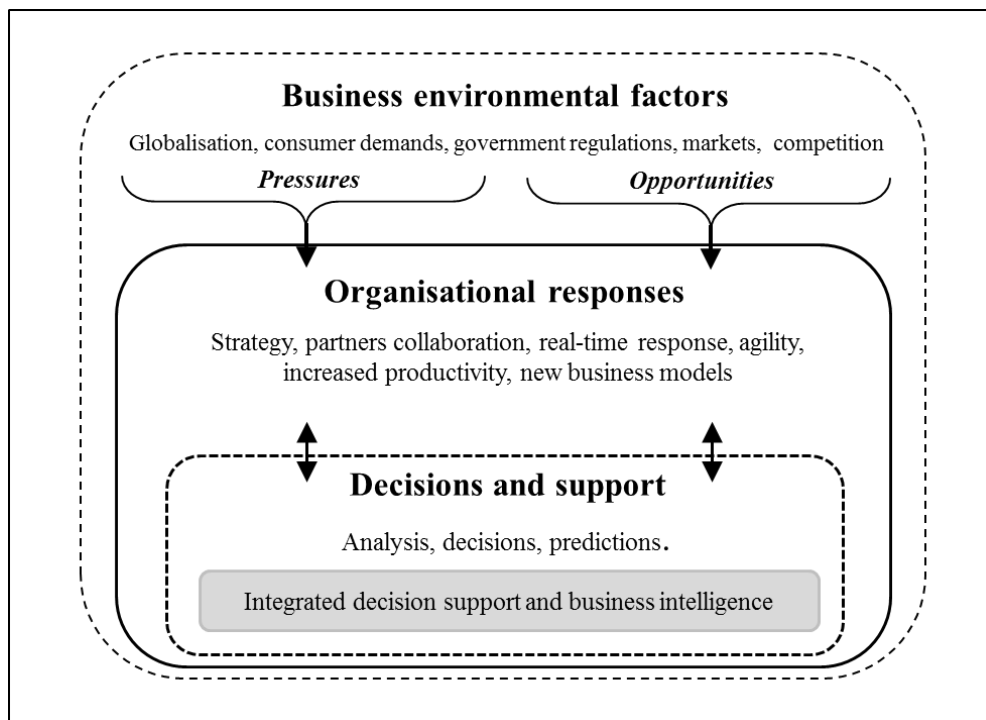 Business environmental factors
Globalisation, consumer demands, government regulations, markets, competition
Pressures
Opportunities
Organisational responses
Strategy, partners collaboration, real-time response, agility,
increased productivity, new business models
Decisions and support
Analysis, decisions, predictions.
Integrated decision support and business intelligence